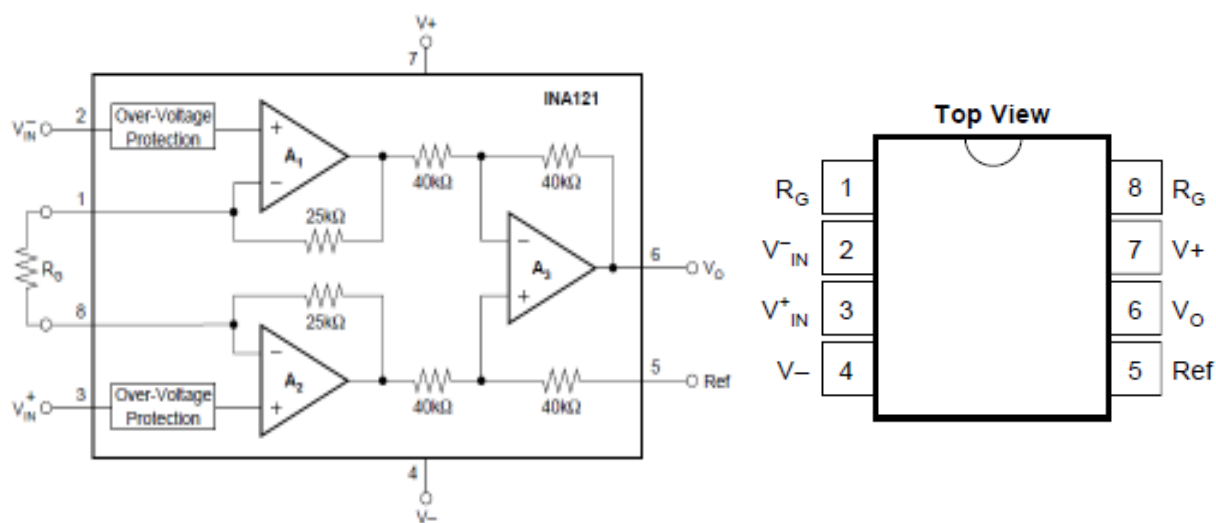 V+
7
INA121
2
V⁻IN
Over-Voltage
Protection
+
A1
−
40kΩ
40kΩ
1
25kΩ
RG
−
A3
+
6
VO
8
25kΩ
−
A2
+
5
Ref
3
V⁺IN
Over-Voltage
Protection
40kΩ
40kΩ
4
V−
Top View
RG 1
8 RG
V⁻IN 2
7 V+
V⁺IN 3
6 VO
V− 4
5 Ref